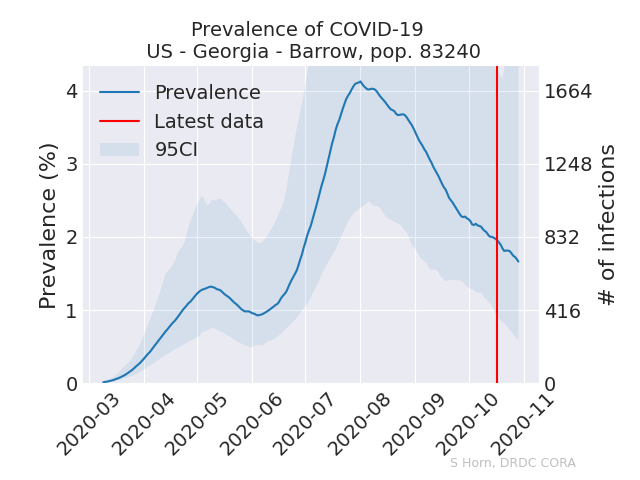 Prevalence of COVID-19
US - Georgia - Barrow, pop. 83240
Prevalence
Latest data
95CI
Prevalence (%)
4
3
2
1
0
1664
1248
832
416
0
# of infections
2020-03
2020-04
2020-05
2020-06
2020-07
2020-08
2020-09
2020-10
2020-11
S Horn, DRDC CORA